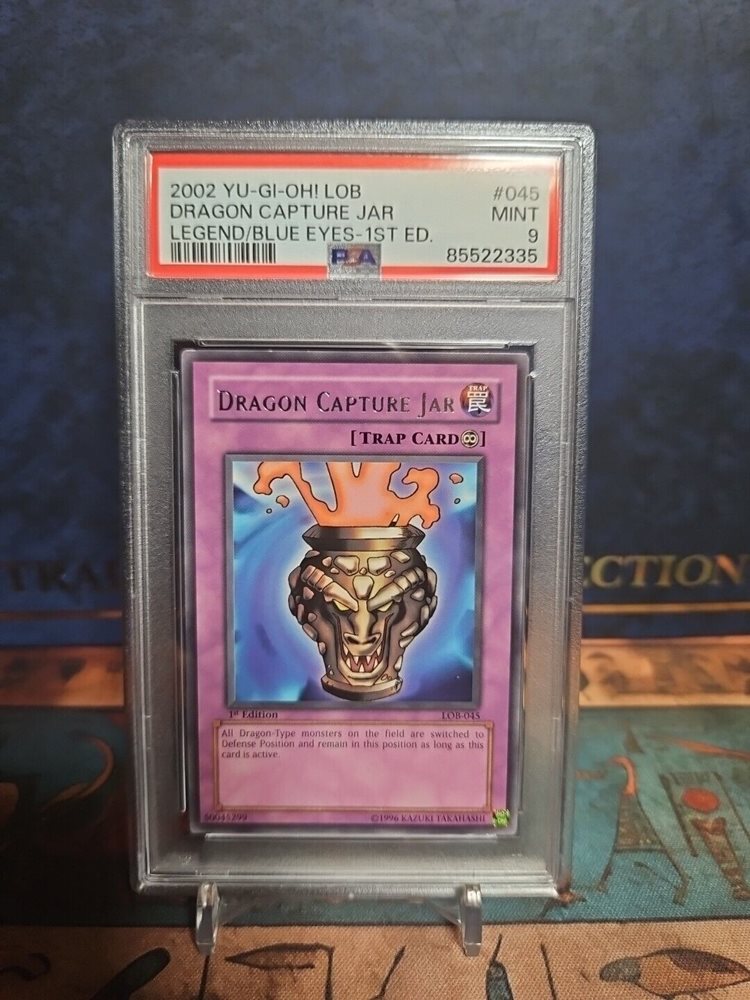 2002 YU-GI-OH! LOB #045
DRAGON CAPTURE JAR MINT
LEGEND/BLUE EYES-1ST ED. 9
PSA 85522335
DRAGON CAPTURE JAR
TRAP
罠
[TRAP CARD]
1st Edition LOB-045
All Dragon-Type monsters on the field are switched to
Defense Position and remain in this position as long as this
card is active.
50045299 ©1996 KAZUKI TAKAHASHI